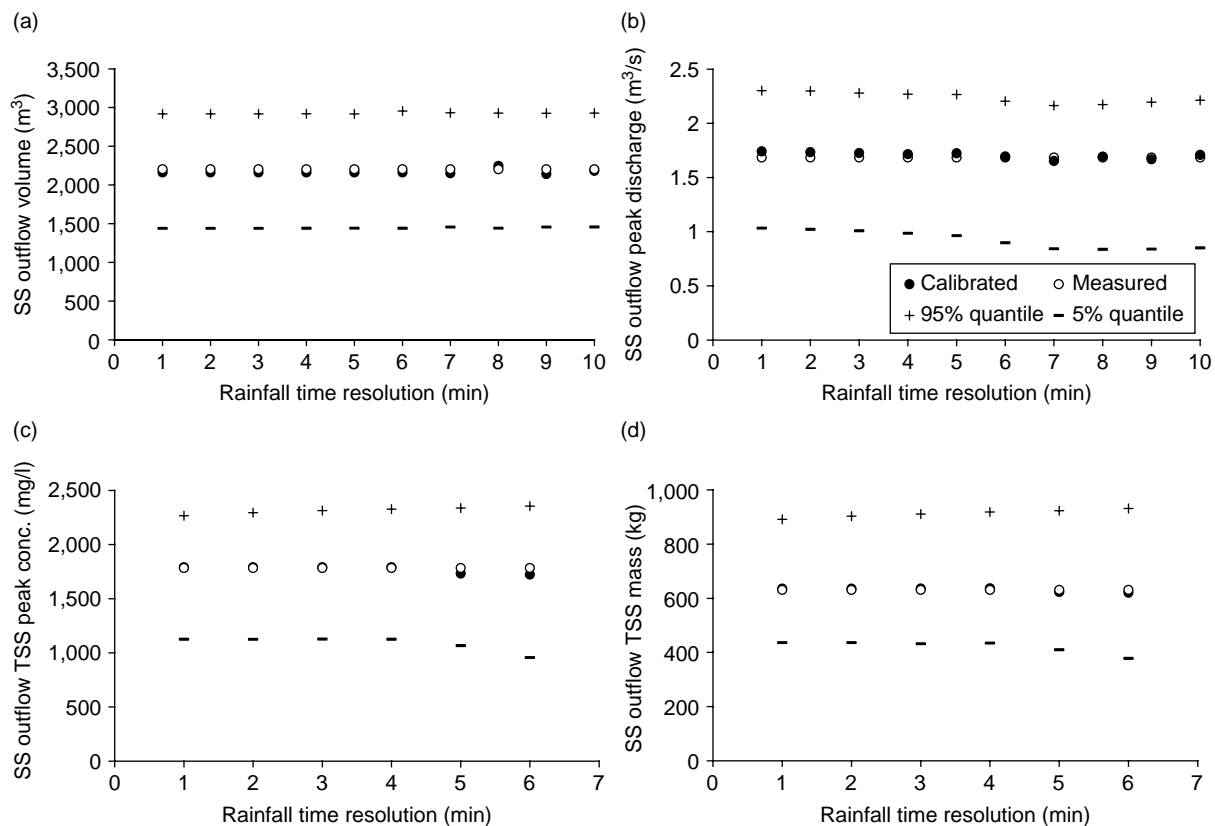 (a)
SS outflow volume (m³)
3,500
3,000
2,500
2,000
1,500
1,000
500
0
0 1 2 3 4 5 6 7 8 9 10
Rainfall time resolution (min)
(b)
SS outflow peak discharge (m³/s)
2.5
2
1.5
1
0.5
0
Calibrated
Measured
95% quantile
5% quantile
0 1 2 3 4 5 6 7 8 9 10
Rainfall time resolution (min)
(c)
SS outflow TSS peak conc. (mg/l)
2,500
2,000
1,500
1,000
500
0
0 1 2 3 4 5 6 7
Rainfall time resolution (min)
(d)
SS outflow TSS mass (kg)
1,000
800
600
400
200
0
0 1 2 3 4 5 6 7
Rainfall time resolution (min)